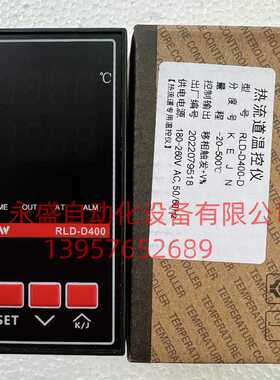 ℃
OUT
AT
ALM
RLD-D400
SET
K/J
热流道温控仪
型号 RLD-D400-D
分度号 K E J N
量程 -20-500℃
控制输出 移相触发+V%
出厂编号 2022079518
供电电源 180-260V AC 50/60Hz
【热流道专用温控仪】
永盛自动化设备有限公司
13957652689
TEMPERATURE CONTROLLER